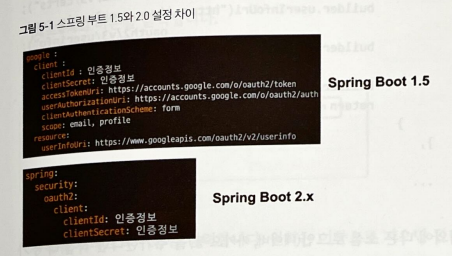 그림 5-1 스프링 부트 1.5와 2.0 설정 차이
google :
client :
clientId : 인증정보
clientSecret: 인증정보
accessTokenUri: https://accounts.google.com/o/oauth2/token
userAuthorizationUri: https://accounts.google.com/o/oauth2/auth
clientAuthenticationScheme: form
scope: email, profile
resource:
userInfoUri: https://www.googleapis.com/oauth2/v2/userinfo
Spring Boot 1.5
spring:
security:
oauth2:
client:
clientId: 인증정보
clientSecret: 인증정보
Spring Boot 2.x